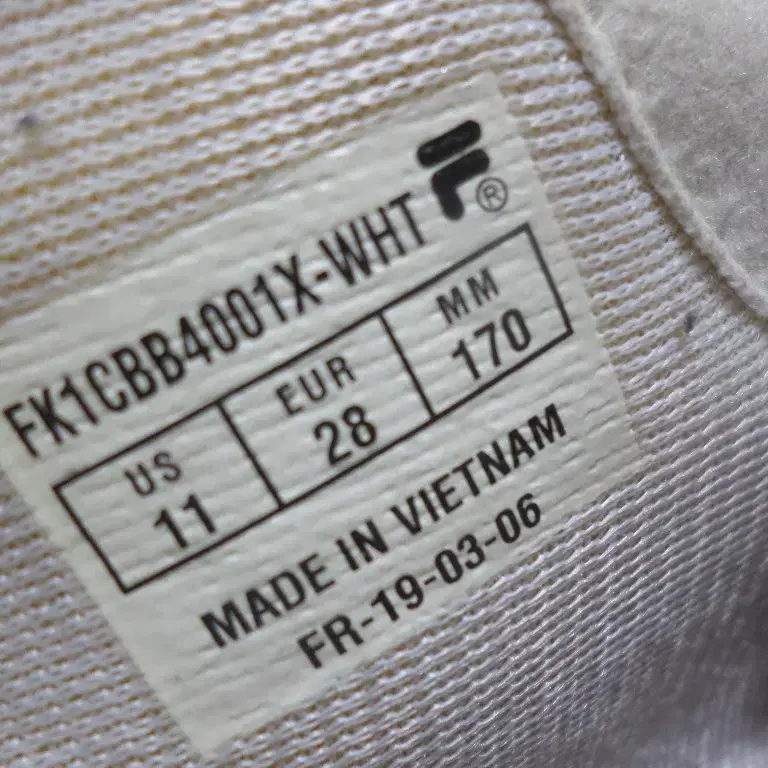 FK1CBB4001X-WHT F®
US EUR MM
11 28 170
MADE IN VIETNAM
FR-19-03-06